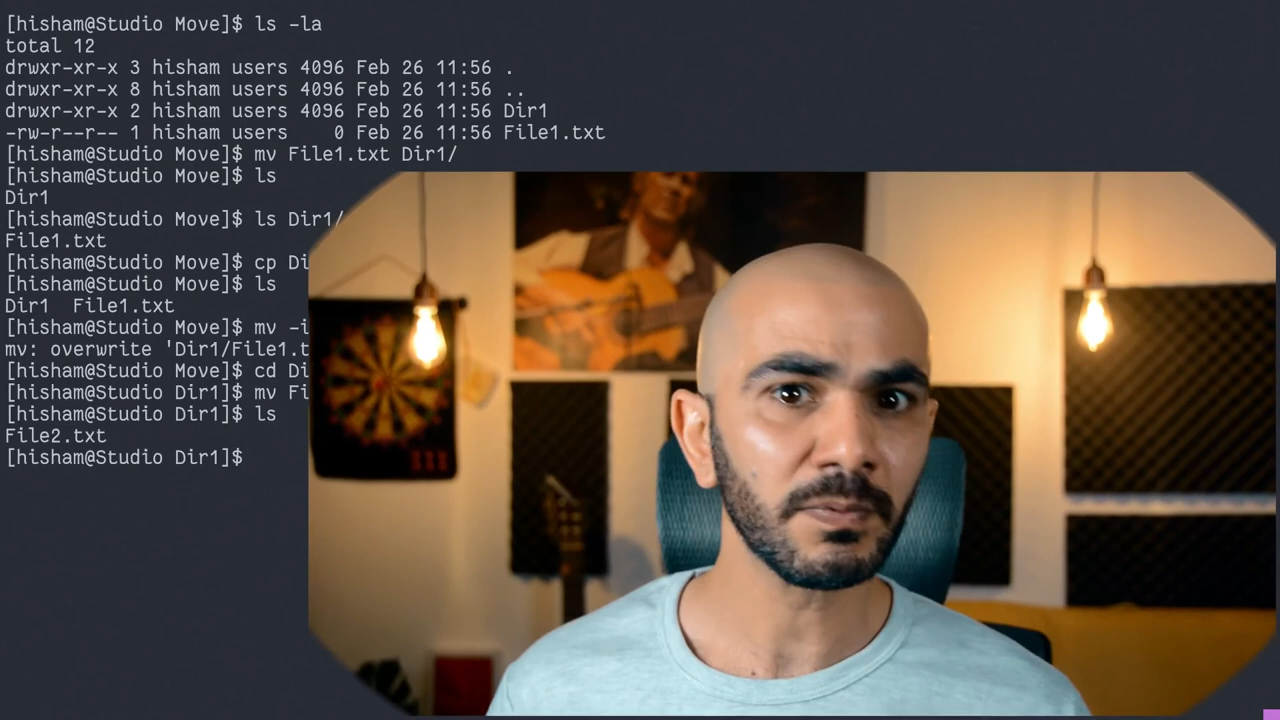 [hisham@Studio Move]$ ls -la
total 12
drwxr-xr-x 3 hisham users 4096 Feb 26 11:56 .
drwxr-xr-x 8 hisham users 4096 Feb 26 11:56 ..
drwxr-xr-x 2 hisham users 4096 Feb 26 11:56 Dir1
-rw-r--r-- 1 hisham users    0 Feb 26 11:56 File1.txt
[hisham@Studio Move]$ mv File1.txt Dir1/
[hisham@Studio Move]$ ls
Dir1
[hisham@Studio Move]$ ls Dir1/
File1.txt
[hisham@Studio Move]$ cp Di
[hisham@Studio Move]$ ls
Dir1  File1.txt
[hisham@Studio Move]$ mv -i
mv: overwrite 'Dir1/File1.t
[hisham@Studio Move]$ cd Di
[hisham@Studio Dir1]$ mv Fi
[hisham@Studio Dir1]$ ls
File2.txt
[hisham@Studio Dir1]$